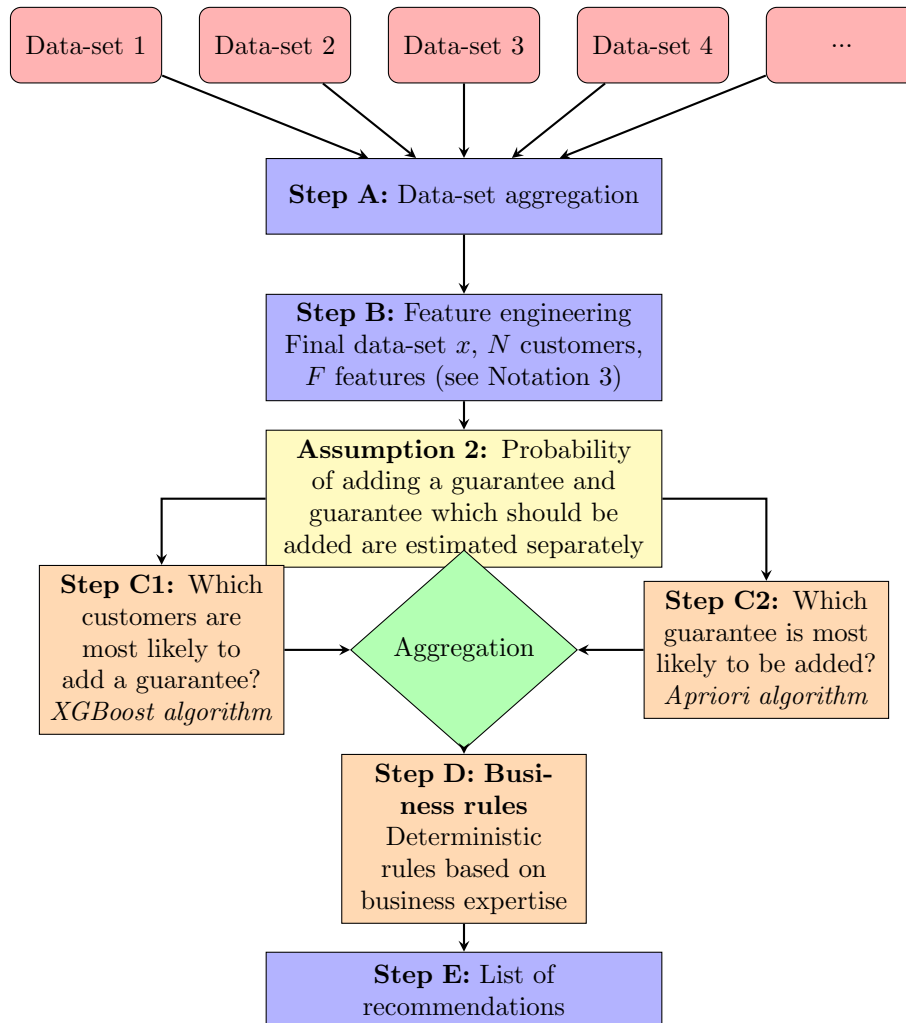 Data-set 1
Data-set 2
Data-set 3
Data-set 4
...
Step A: Data-set aggregation
Step B: Feature engineering
Final data-set x, N customers,
F features (see Notation 3)
Assumption 2: Probability
of adding a guarantee and
guarantee which should be
added are estimated separately
Step C1: Which
customers are
most likely to
add a guarantee?
XGBoost algorithm
Aggregation
Step C2: Which
guarantee is most
likely to be added?
Apriori algorithm
Step D: Busi-
ness rules
Deterministic
rules based on
business expertise
Step E: List of
recommendations